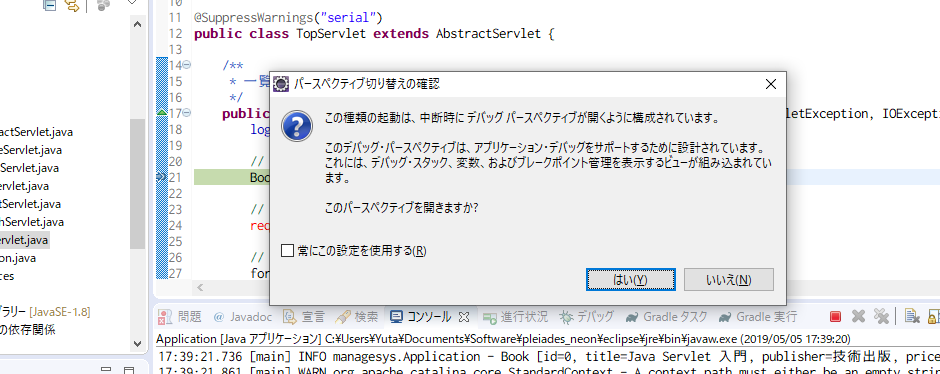 11 @SuppressWarnings("serial")
12 public class TopServlet extends AbstractServlet {
13
14 /**
15 * 一覧
16 */
17 public
18 log
19
20 //
21 Boo
22
23 //
24 rec
25
26 //
27 for
letException, IOExcepti
actServlet.java
eServlet.java
Servlet.java
vlet.java
ervlet.java
hServlet.java
ervlet.java
on.java
ces
ブラリー [JavaSE-1.8]
の依存関係
パースペクティブ切り替えの確認
この種類の起動は、中断時にデバッグ パースペクティブが開くように構成されています。
このデバッグ・パースペクティブは、アプリケーション・デバッグをサポートするために設計されています。
これには、デバッグ・スタック、変数、およびブレークポイント管理を表示するビューが組み込まれてい
ます。
このパースペクティブを開きますか?
常にこの設定を使用する(R)
はい(Y) いいえ(N)
問題 @ Javadoc 宣言 検索 コンソール 進行状況 デバッグ Gradle タスク Gradle 実行
Application [Java アプリケーション] C:¥Users¥Yuta¥Documents¥Software¥pleiades_neon¥eclipse¥jre¥bin¥javaw.exe (2019/05/05 17:39:20)
17:39:21.736 [main] INFO managesys.Application - Book [id=0, title=Java Servlet 入門, publisher=技術出版, price
17:39:21.861 [main] WARN org.apache.catalina.core.StandardContext - A context path must either be an empty strin